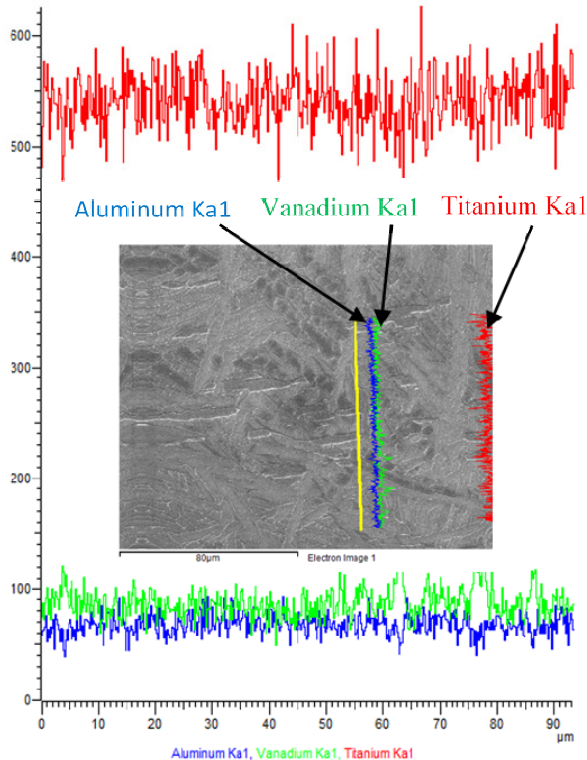 600
500
Aluminum Ka1 Vanadium Ka1 Titanium Ka1
400
300
200
80µm Electron Image 1
100
0
0 10 20 30 40 50 60 70 80 90
µm
Aluminum Ka1, Vanadium Ka1, Titanium Ka1